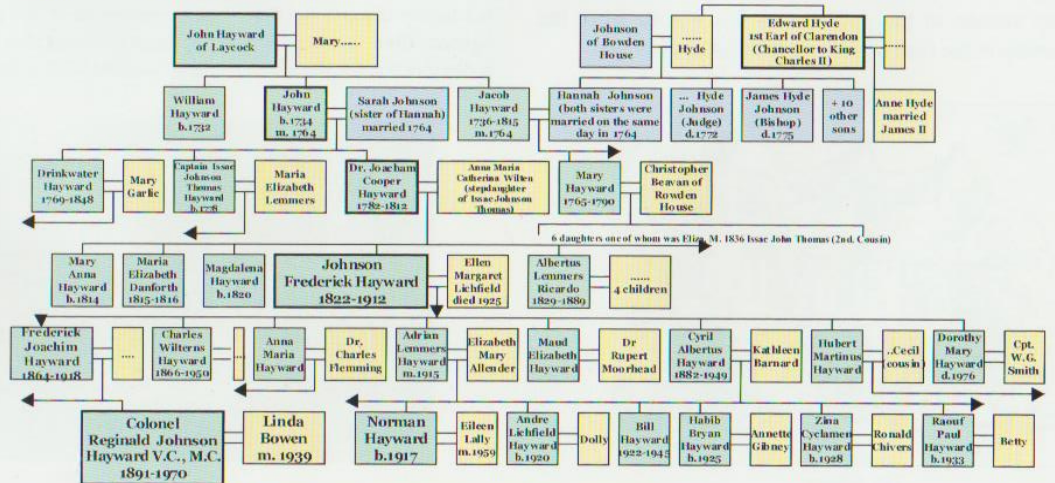 John Hayward
of Laycock
Mary......
Johnson
of Bowden
House
......
Hyde
Edward Hyde
1st Earl of Clarendon
(Chancellor to King
Charles II)
......
William
Hayward
b.1732
John
Hayward
b.1734
m. 1764
Sarah Johnson
(sister of Hannah)
married 1764
Jacob
Hayward
1736-1815
m.1764
Hannah Johnson
(both sisters were
married on the same
day in 1764
... Hyde
Johnson
(Judge)
d.1772
James Hyde
Johnson
(Bishop)
d.1775
+ 10
other
sons
Anne Hyde
married
James II
Drinkwater
Hayward
1769-1848
Mary
Garlic
Captain Issac
Johnson
Thomas
Hayward
b.1778
Maria
Elizabeth
Lemmers
Dr. Joacham
Cooper
Hayward
1782-1812
Anna Maria
Catherina Wilten
(stepdaughter
of Issac Johnson
Thomas)
Mary
Hayward
1765-1790
Christopher
Beavan of
Rowden
House
6 daughters one of whom was Eliza, M. 1836 Issac John Thomas (2nd. Cousin)
Mary
Anna
Hayward
b.1814
Maria
Elizabeth
Danforth
1815-1816
Magdalena
Hayward
b.1820
Johnson
Frederick Hayward
1822-1912
Ellen
Margaret
Lichfield
died 1925
Albertus
Lemmers
Ricardo
1829-1889
......
4 children
Frederick
Joachim
Hayward
1864-1918
....
Charles
Wilterns
Hayward
1866-1950
...
Anna
Maria
Hayward
Dr.
Charles
Flemming
Adrian
Lemmers
Hayward
m.1915
Elizabeth
Mary
Allender
Maud
Elizabeth
Hayward
Dr
Rupert
Moorhead
Cyril
Albertus
Hayward
1882-1949
Kathleen
Barnard
Hubert
Martinus
Hayward
..Cecil
(cousin)
Dorothy
Mary
Hayward
d.1976
Cpt.
W.G.
Smith
Colonel
Reginald Johnson
Hayward V.C., M.C.
1891-1970
Linda
Bowen
m. 1939
Norman
Hayward
b.1917
Eileen
Lally
m.1959
Andre
Lichfield
Hayward
b.1920
Dolly
Bill
Hayward
1922-1945
Habib
Bryan
Hayward
b.1925
Annette
Gibney
Zina
Cyclamen
Hayward
b.1928
Ronald
Chivers
Raouf
Paul
Hayward
b.1933
Betty